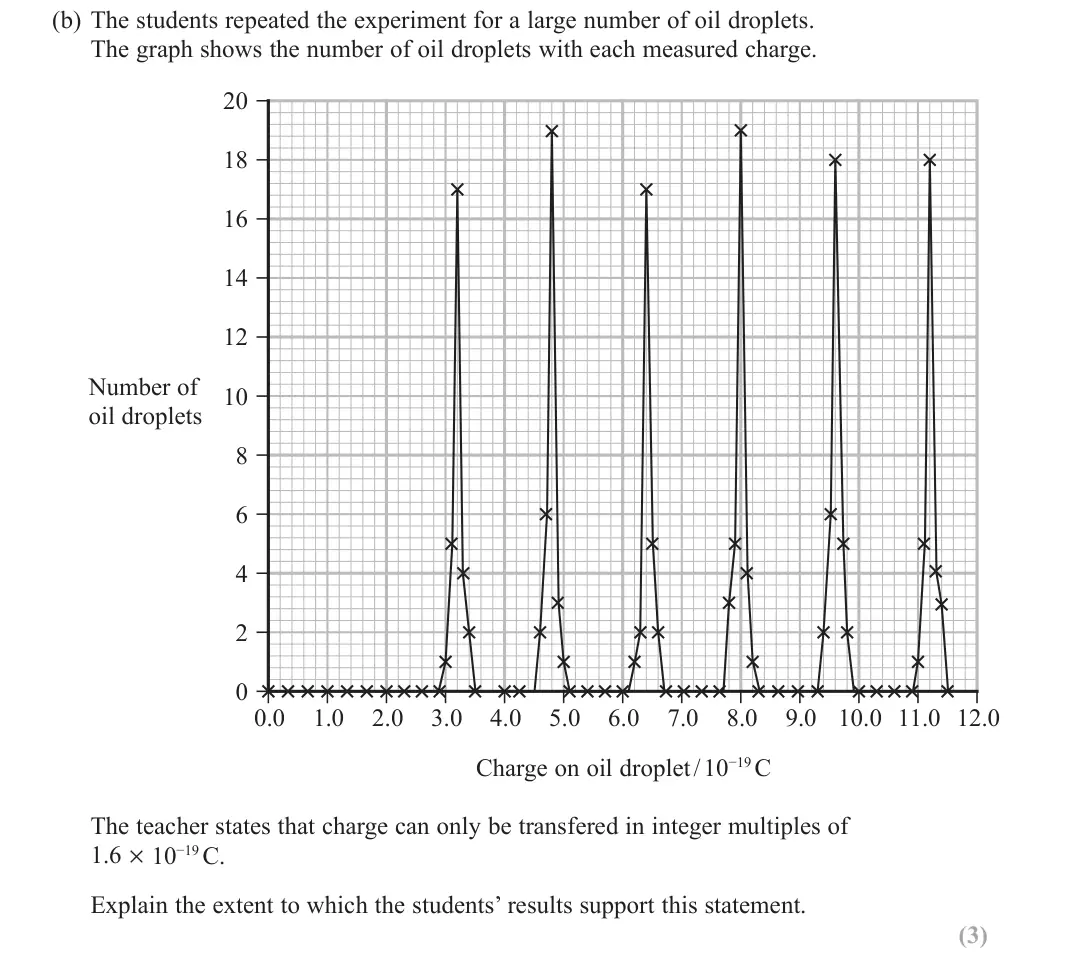 (b) The students repeated the experiment for a large number of oil droplets.
The graph shows the number of oil droplets with each measured charge.
20
18
16
14
12
Number of
oil droplets
10
8
6
4
2
0
0.0 1.0 2.0 3.0 4.0 5.0 6.0 7.0 8.0 9.0 10.0 11.0 12.0
Charge on oil droplet / 10⁻¹⁹ C
The teacher states that charge can only be transfered in integer multiples of
1.6 × 10⁻¹⁹ C.
Explain the extent to which the students’ results support this statement.
(3)